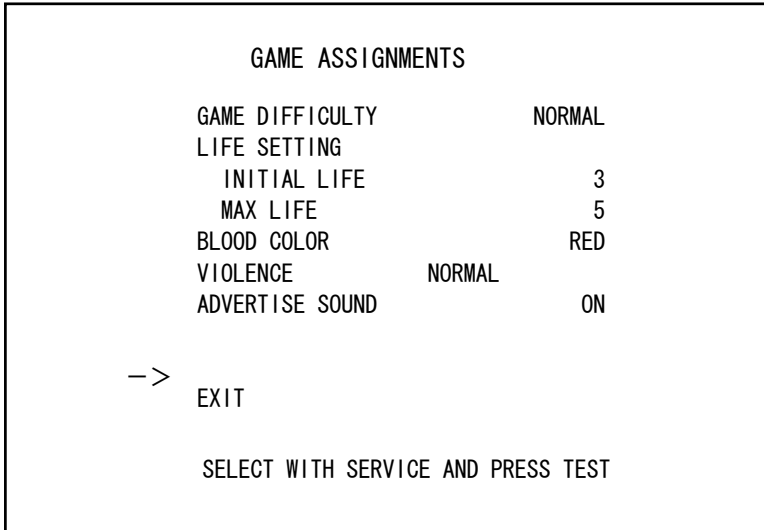 GAME ASSIGNMENTS
GAME DIFFICULTY NORMAL
LIFE SETTING
INITIAL LIFE 3
MAX LIFE 5
BLOOD COLOR RED
VIOLENCE NORMAL
ADVERTISE SOUND ON
->
EXIT
SELECT WITH SERVICE AND PRESS TEST